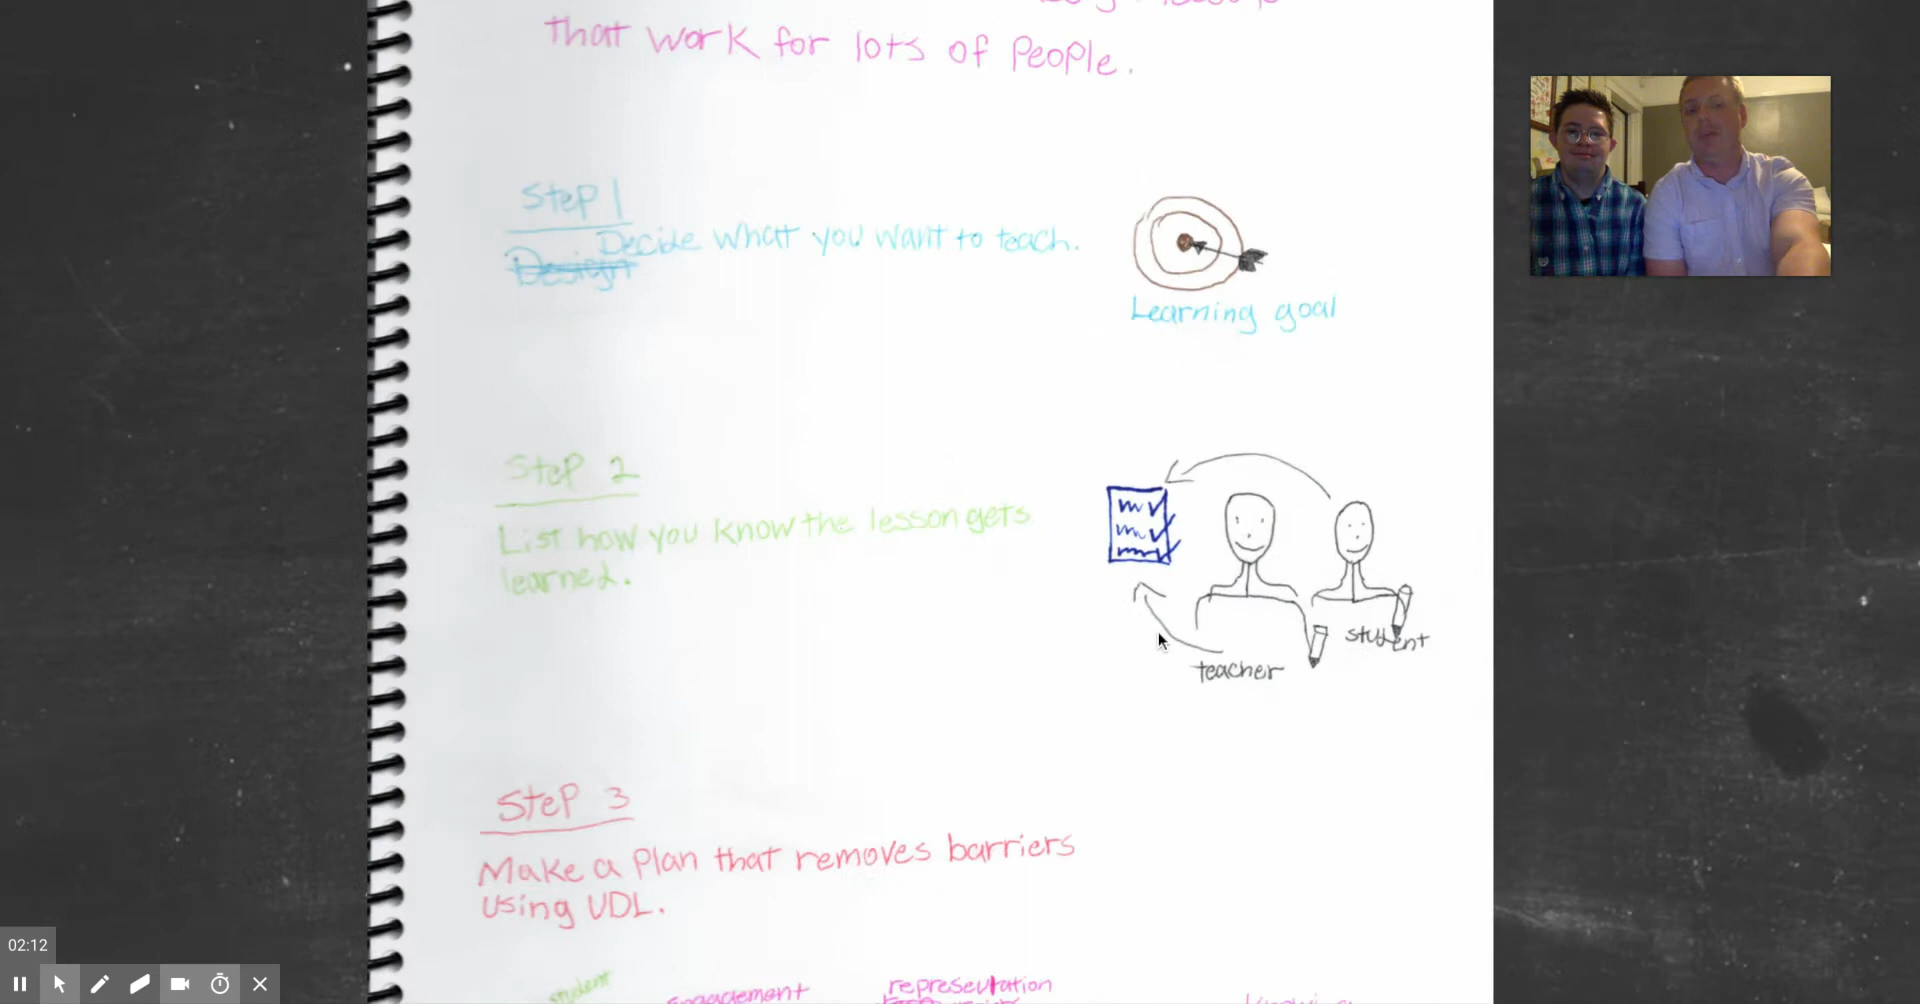 that work for lots of People.
Step 1
Design Decide what you want to teach.
Learning goal
Step 2
List how you know the lesson gets
learned.
student
teacher
Step 3
Make a Plan that removes barriers
using UDL.
student
engagement
representation
02:12